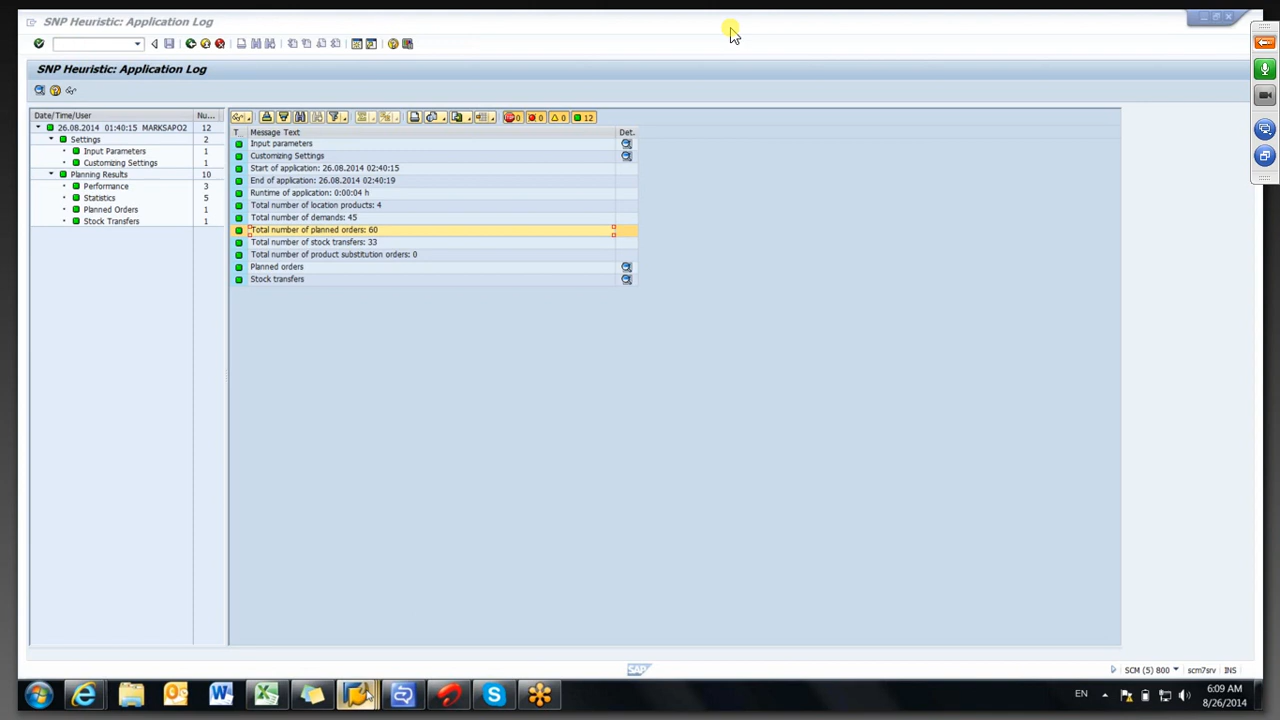 SNP Heuristic: Application Log
SNP Heuristic: Application Log
Date/Time/User Nu...
26.08.2014 01:40:15 MARKSAPO2 12
Settings 2
Input Parameters 1
Customizing Settings 1
Planning Results 10
Performance 3
Statistics 5
Planned Orders 1
Stock Transfers 1
0 0 0 12
T... Message Text Det.
Input parameters
Customizing Settings
Start of application: 26.08.2014 02:40:15
End of application: 26.08.2014 02:40:19
Runtime of application: 0:00:04 h
Total number of location products: 4
Total number of demands: 45
Total number of planned orders: 60
Total number of stock transfers: 33
Total number of product substitution orders: 0
Planned orders
Stock transfers
SAP
SCM (5) 800 scm7srv INS
EN 6:09 AM
8/26/2014